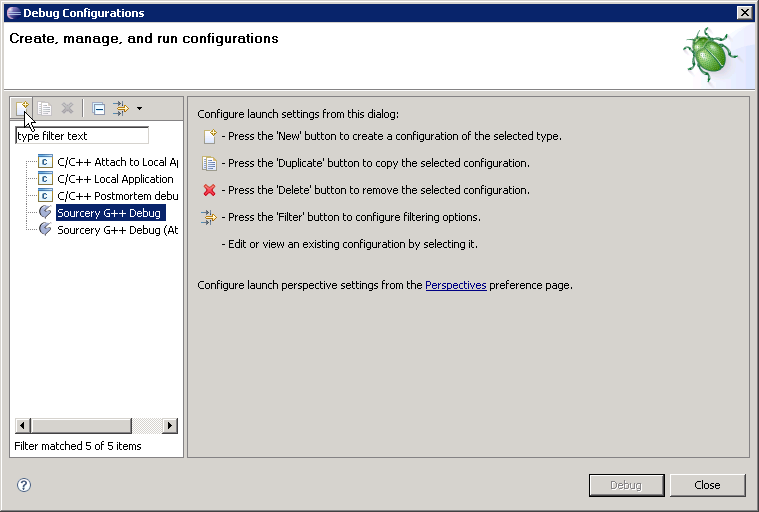 Debug Configurations
Create, manage, and run configurations
type filter text
C/C++ Attach to Local Ap
C/C++ Local Application
C/C++ Postmortem debu
Sourcery G++ Debug
Sourcery G++ Debug (At
Filter matched 5 of 5 items
Configure launch settings from this dialog:
- Press the 'New' button to create a configuration of the selected type.
- Press the 'Duplicate' button to copy the selected configuration.
- Press the 'Delete' button to remove the selected configuration.
- Press the 'Filter' button to configure filtering options.
- Edit or view an existing configuration by selecting it.
Configure launch perspective settings from the Perspectives preference page.
Debug
Close